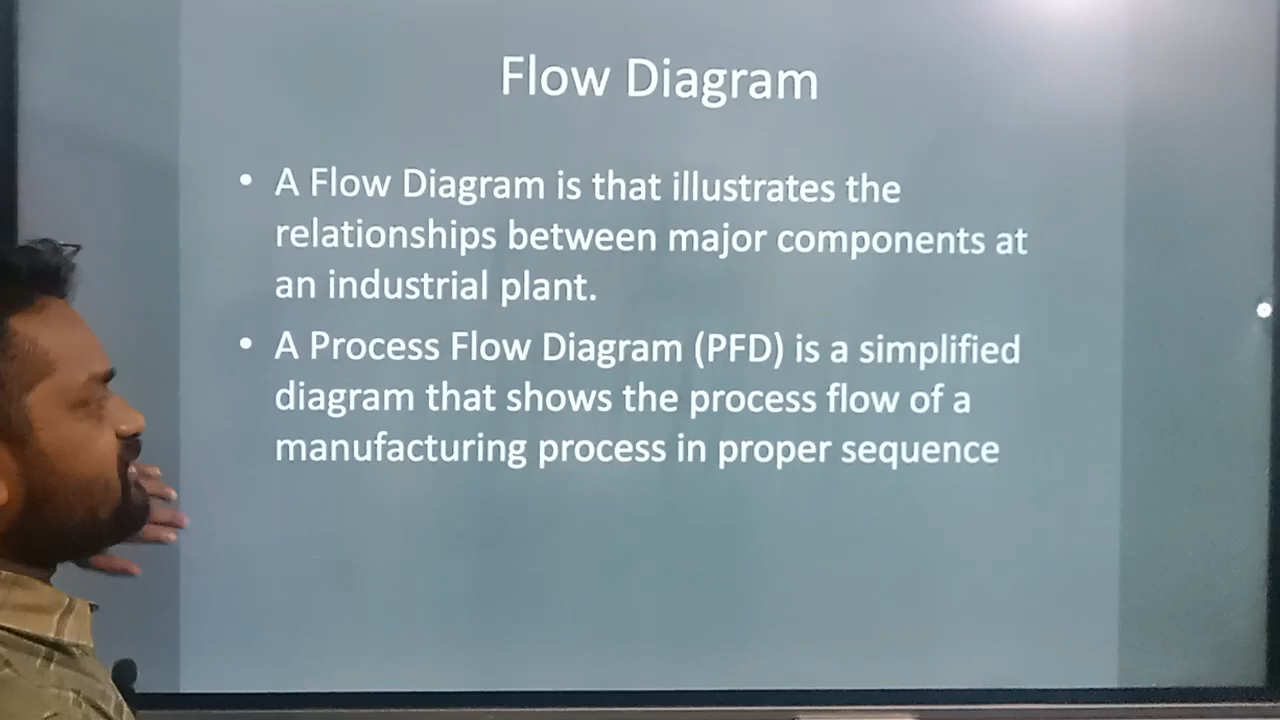 Flow Diagram
• A Flow Diagram is that illustrates the
relationships between major components at
an industrial plant.
• A Process Flow Diagram (PFD) is a simplified
diagram that shows the process flow of a
manufacturing process in proper sequence